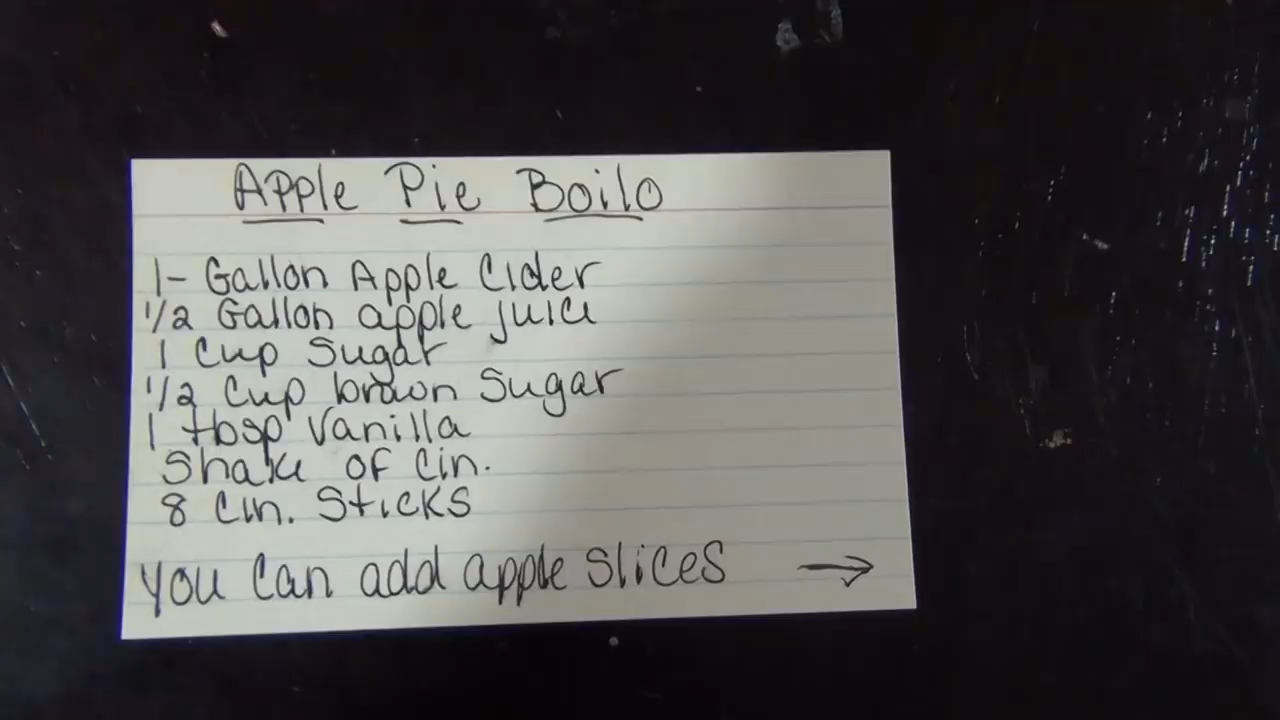 Apple Pie Boilo
1- Gallon Apple Cider
1/2 Gallon apple juice
1 Cup Sugar
1/2 Cup brown Sugar
1 tbsp Vanilla
Shake of Cin.
8 Cin. Sticks
you can add apple slices →